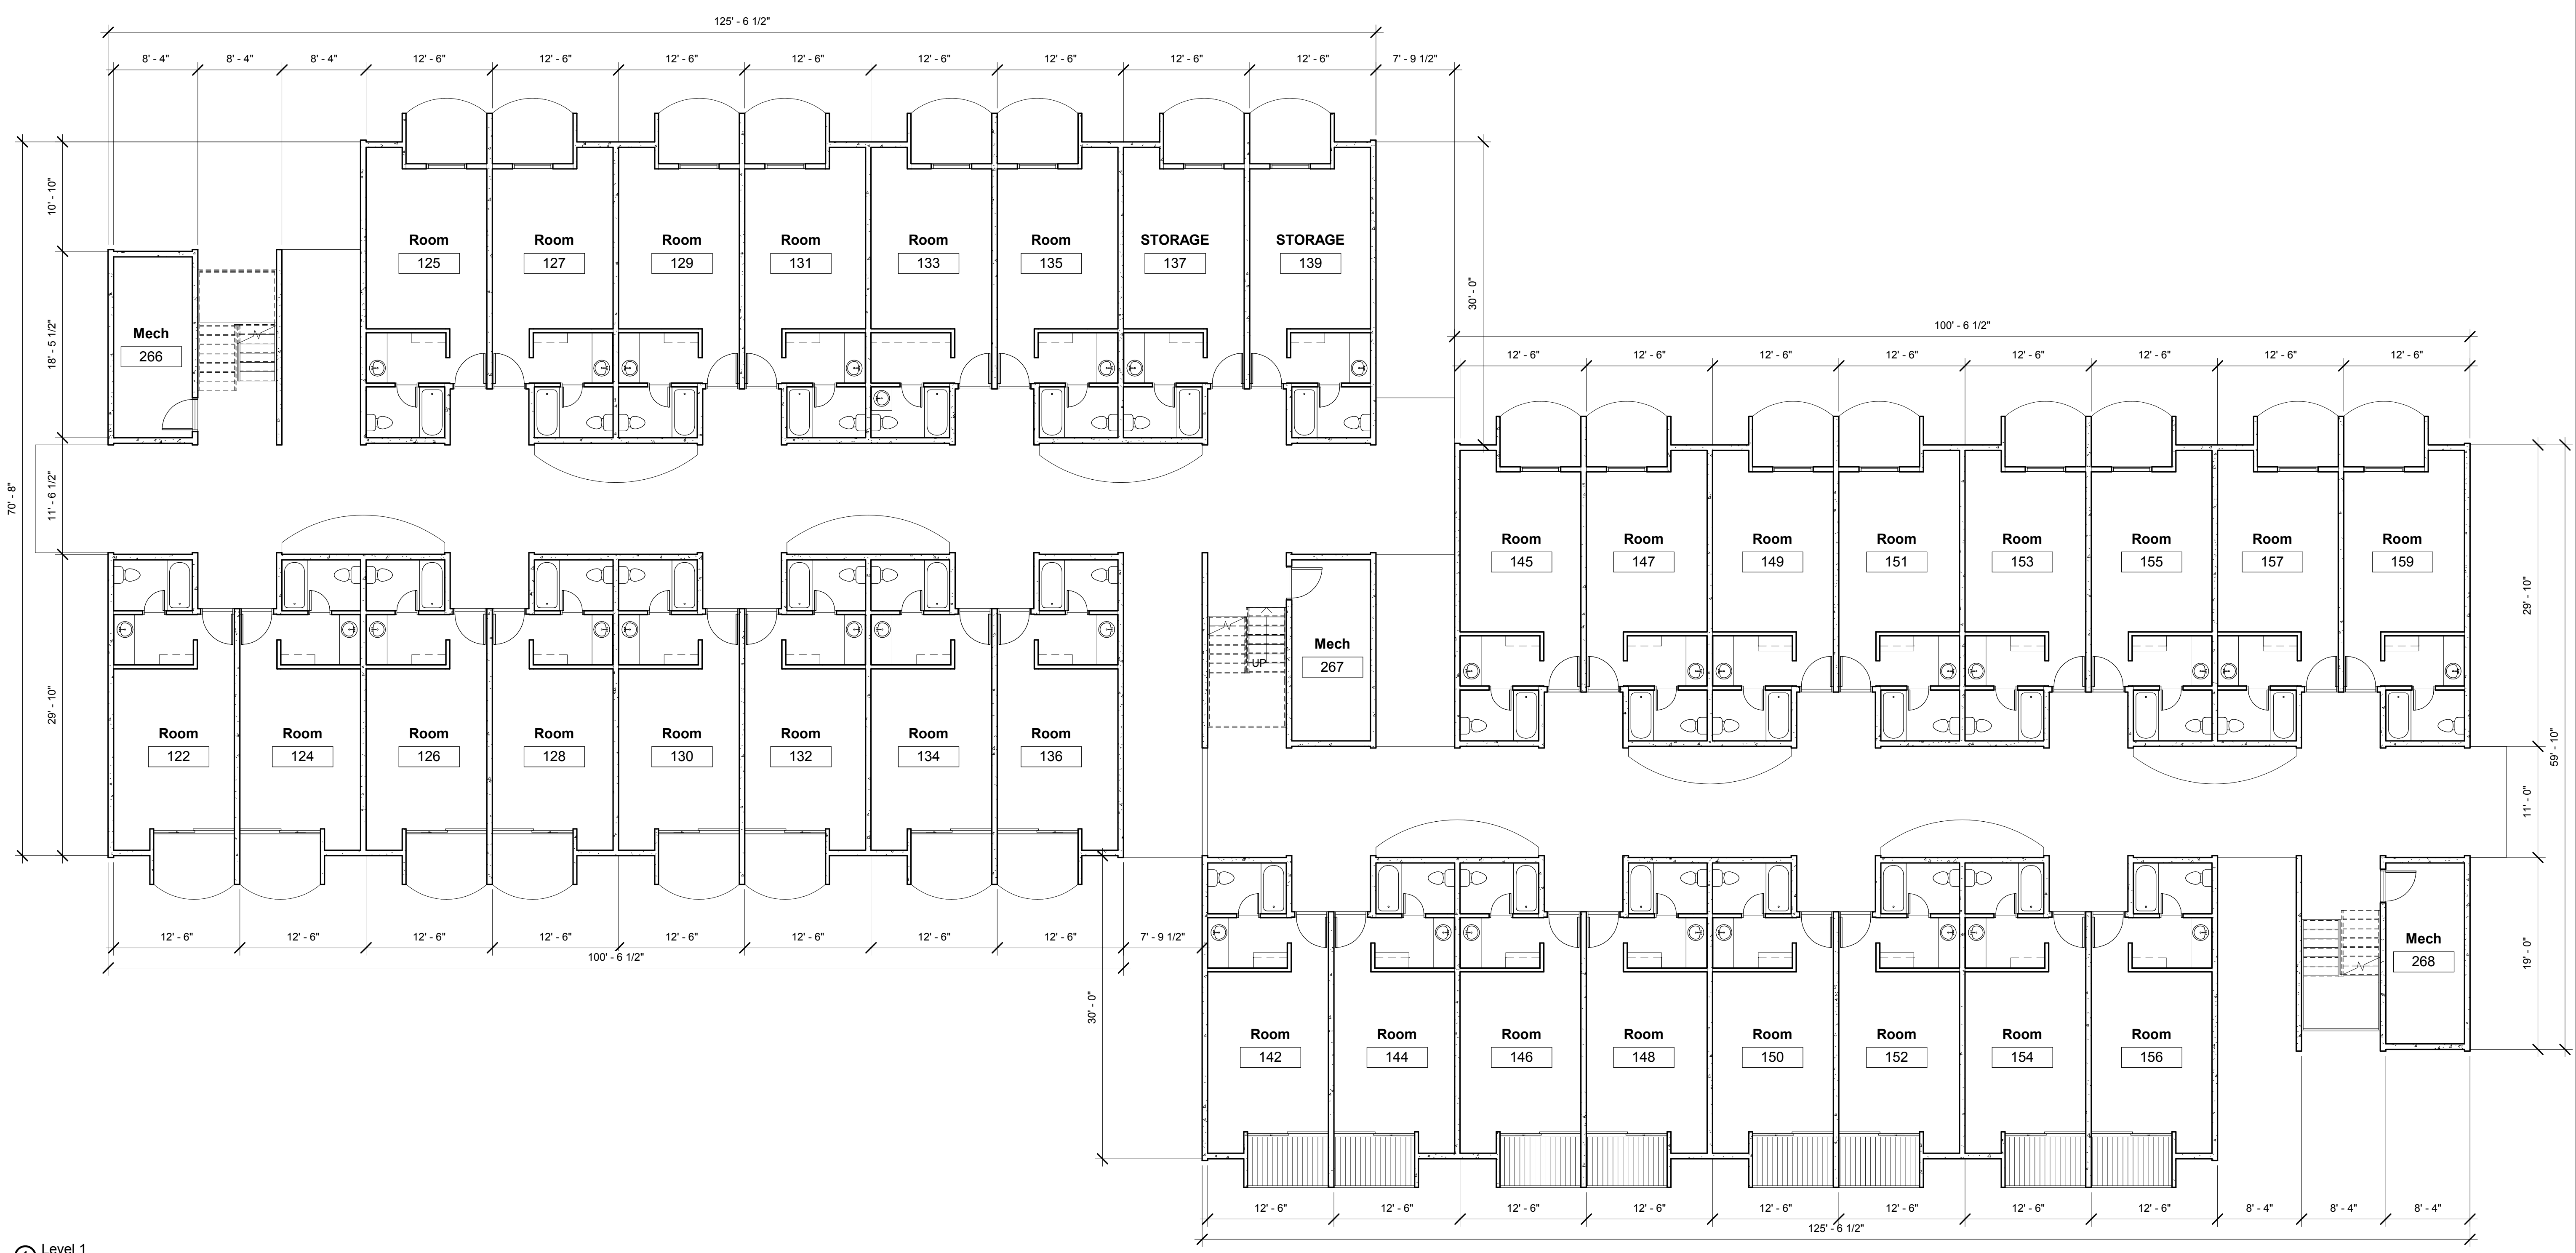 125' - 6 1/2"
8' - 4" 8' - 4" 8' - 4" 12' - 6" 12' - 6" 12' - 6" 12' - 6" 12' - 6" 12' - 6" 12' - 6" 12' - 6" 7' - 9 1/2"
10' - 10"
Room Room Room Room Room Room STORAGE STORAGE
125 127 129 131 133 135 137 139
30' - 0"
100' - 6 1/2"
18' - 5 1/2"
Mech
266
12' - 6" 12' - 6" 12' - 6" 12' - 6" 12' - 6" 12' - 6" 12' - 6" 12' - 6"
70' - 8"
11' - 6 1/2"
Room Room Room Room Room Room Room Room
145 147 149 151 153 155 157 159
29' - 10"
Mech
267
UP
29' - 10"
Room Room Room Room Room Room Room Room
122 124 126 128 130 132 134 136
59' - 10"
11' - 0"
12' - 6" 12' - 6" 12' - 6" 12' - 6" 12' - 6" 12' - 6" 12' - 6" 12' - 6" 7' - 9 1/2"
100' - 6 1/2"
Mech
268
19' - 0"
30' - 0"
Room Room Room Room Room Room Room Room
142 144 146 148 150 152 154 156
12' - 6" 12' - 6" 12' - 6" 12' - 6" 12' - 6" 12' - 6" 12' - 6" 12' - 6" 8' - 4" 8' - 4" 8' - 4"
125' - 6 1/2"
Level 1